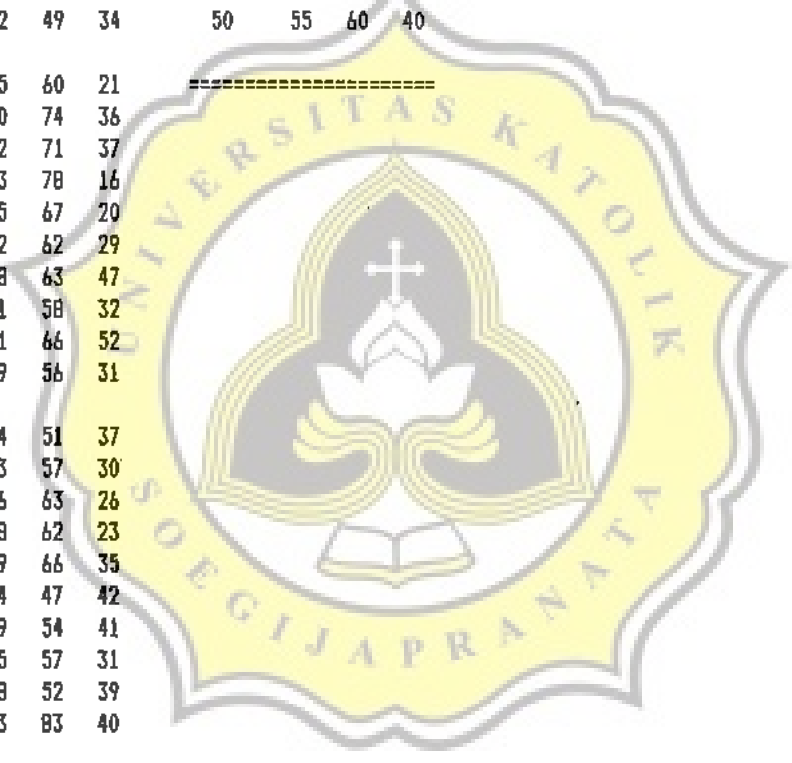 2 49 34 50 55 60 40
5 60 21 ======================
0 74 36
2 71 37
3 78 16
5 67 20
2 62 29
8 63 47
1 58 32
1 66 52
9 56 31
4 51 37
3 57 30
6 63 26
8 62 23
9 66 35
4 47 42
9 54 41
5 57 31
8 52 39
3 83 40
UNIVERSITAS KATOLIK
SOEGIJAPRANATA